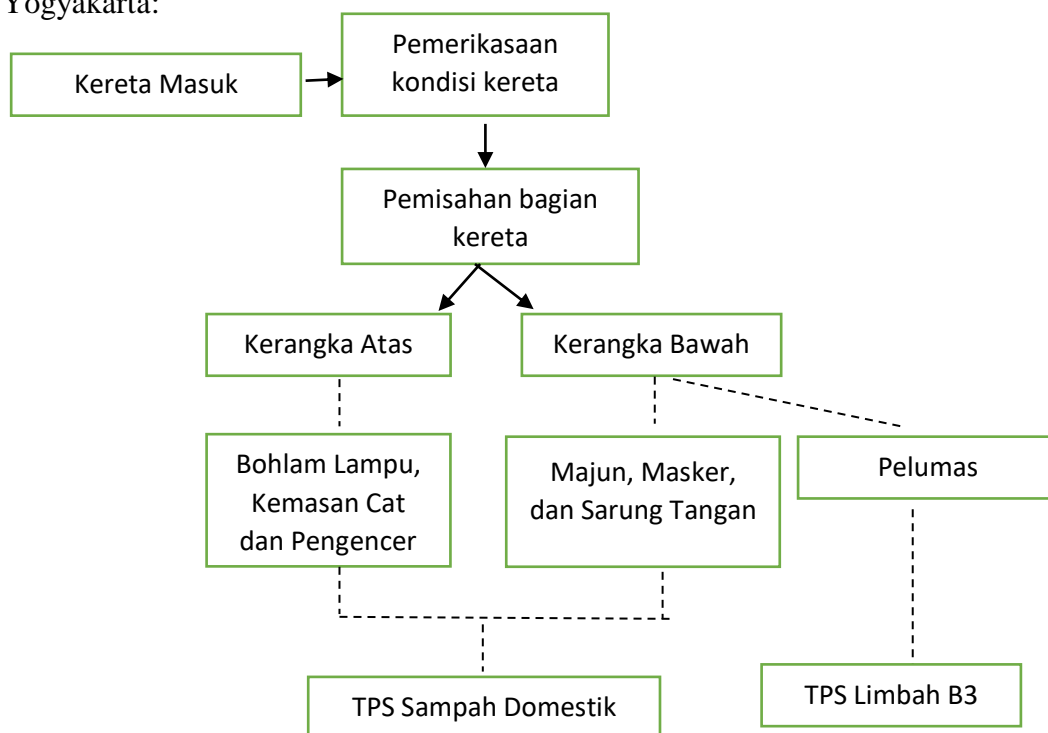 Yogyakarta:
Kereta Masuk
Pemerikasaan
kondisi kereta
Pemisahan bagian
kereta
Kerangka Atas
Kerangka Bawah
Bohlam Lampu,
Kemasan Cat
dan Pengencer
Majun, Masker,
dan Sarung Tangan
Pelumas
TPS Sampah Domestik
TPS Limbah B3